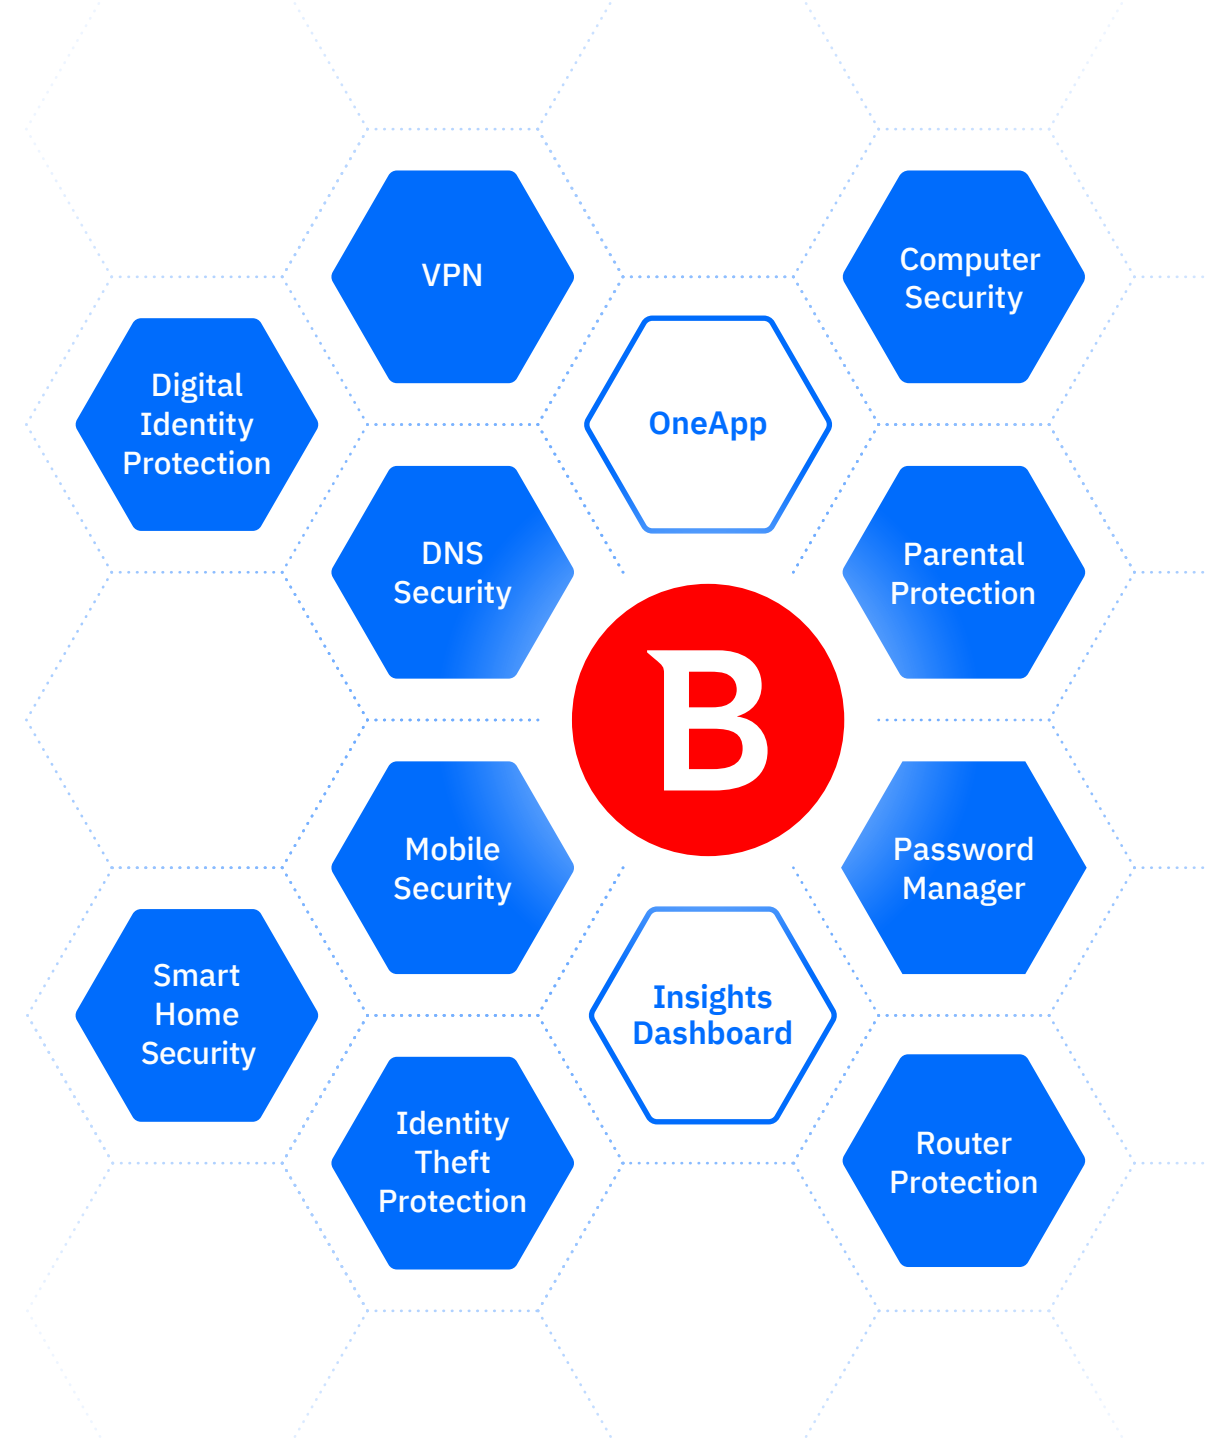 VPN
Computer
Security
Digital
Identity
Protection
OneApp
DNS
Security
Parental
Protection
B
Mobile
Security
Password
Manager
Smart
Home
Security
Insights
Dashboard
Identity
Theft
Protection
Router
Protection